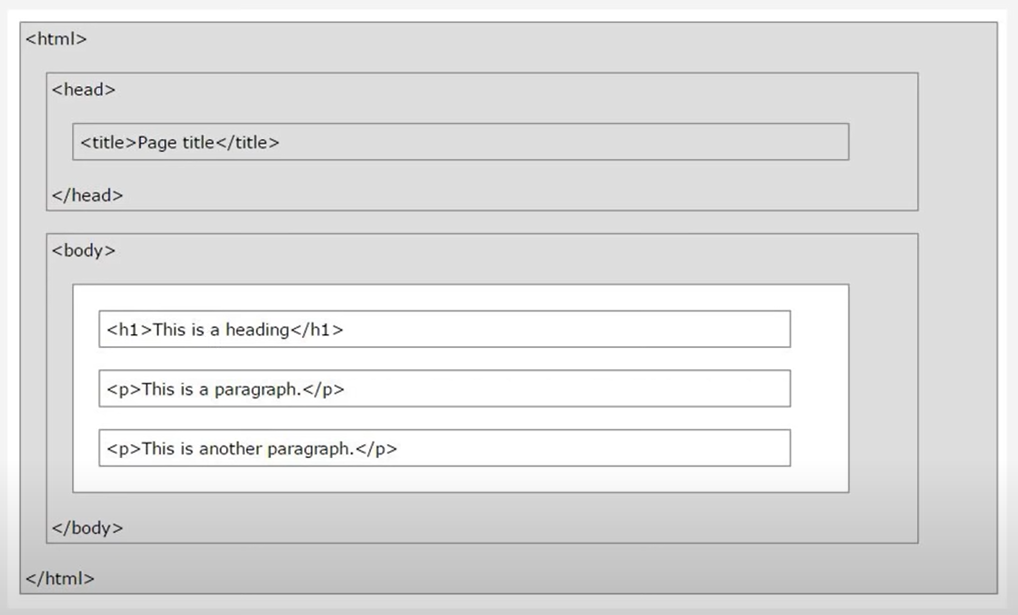 <html>
<head>
<title>Page title</title>
</head>
<body>
<h1>This is a heading</h1>
<p>This is a paragraph.</p>
<p>This is another paragraph.</p>
</body>
</html>